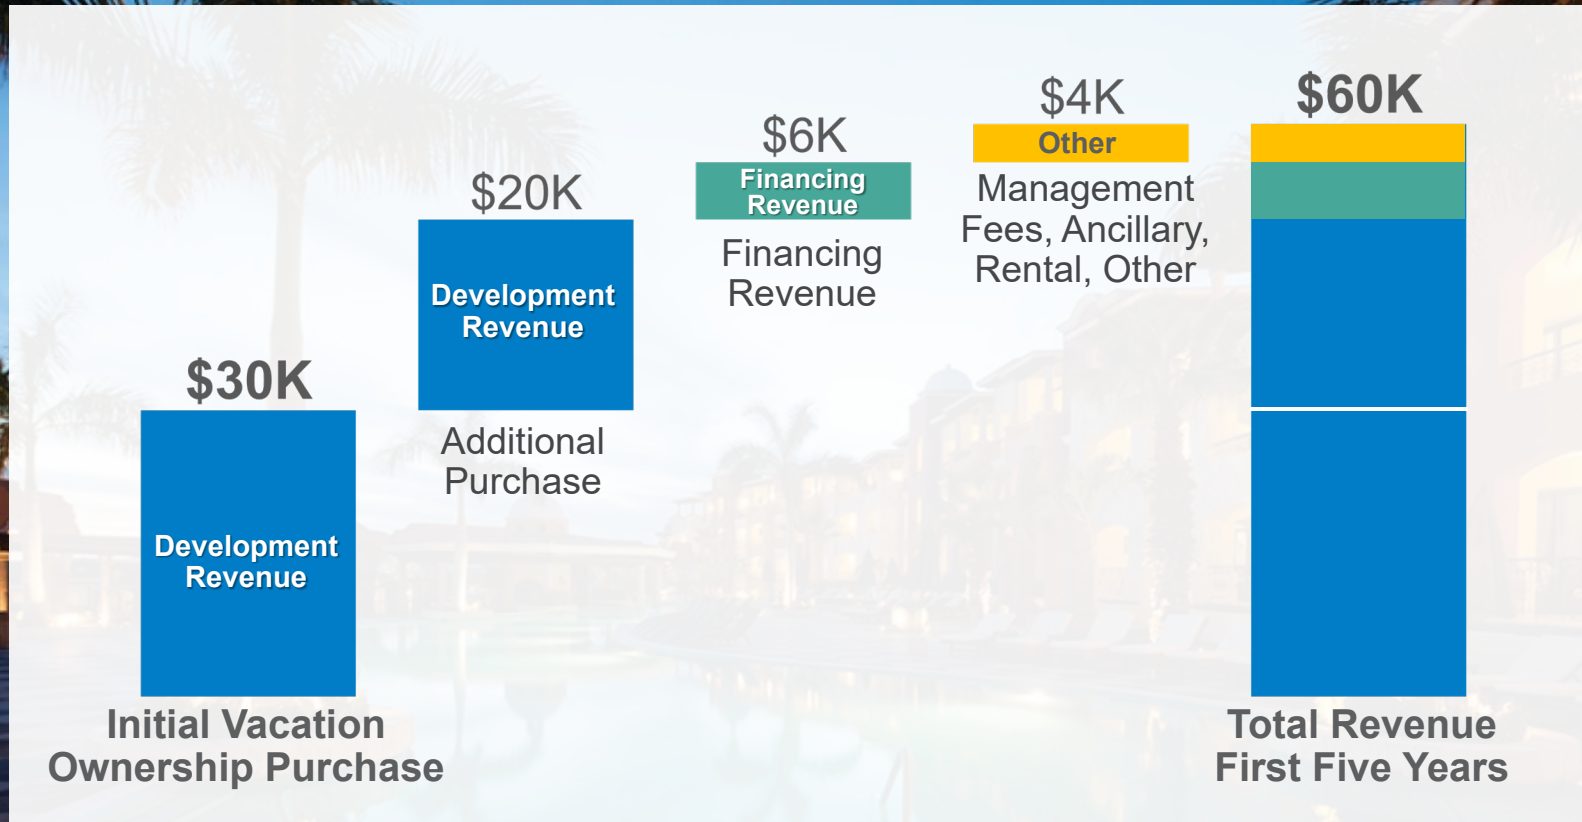 $30K
Development
Revenue
Initial Vacation
Ownership Purchase
$20K
Development
Revenue
Additional
Purchase
$6K
Financing
Revenue
Financing
Revenue
$4K
Other
Management
Fees, Ancillary,
Rental, Other
$60K
Total Revenue
First Five Years